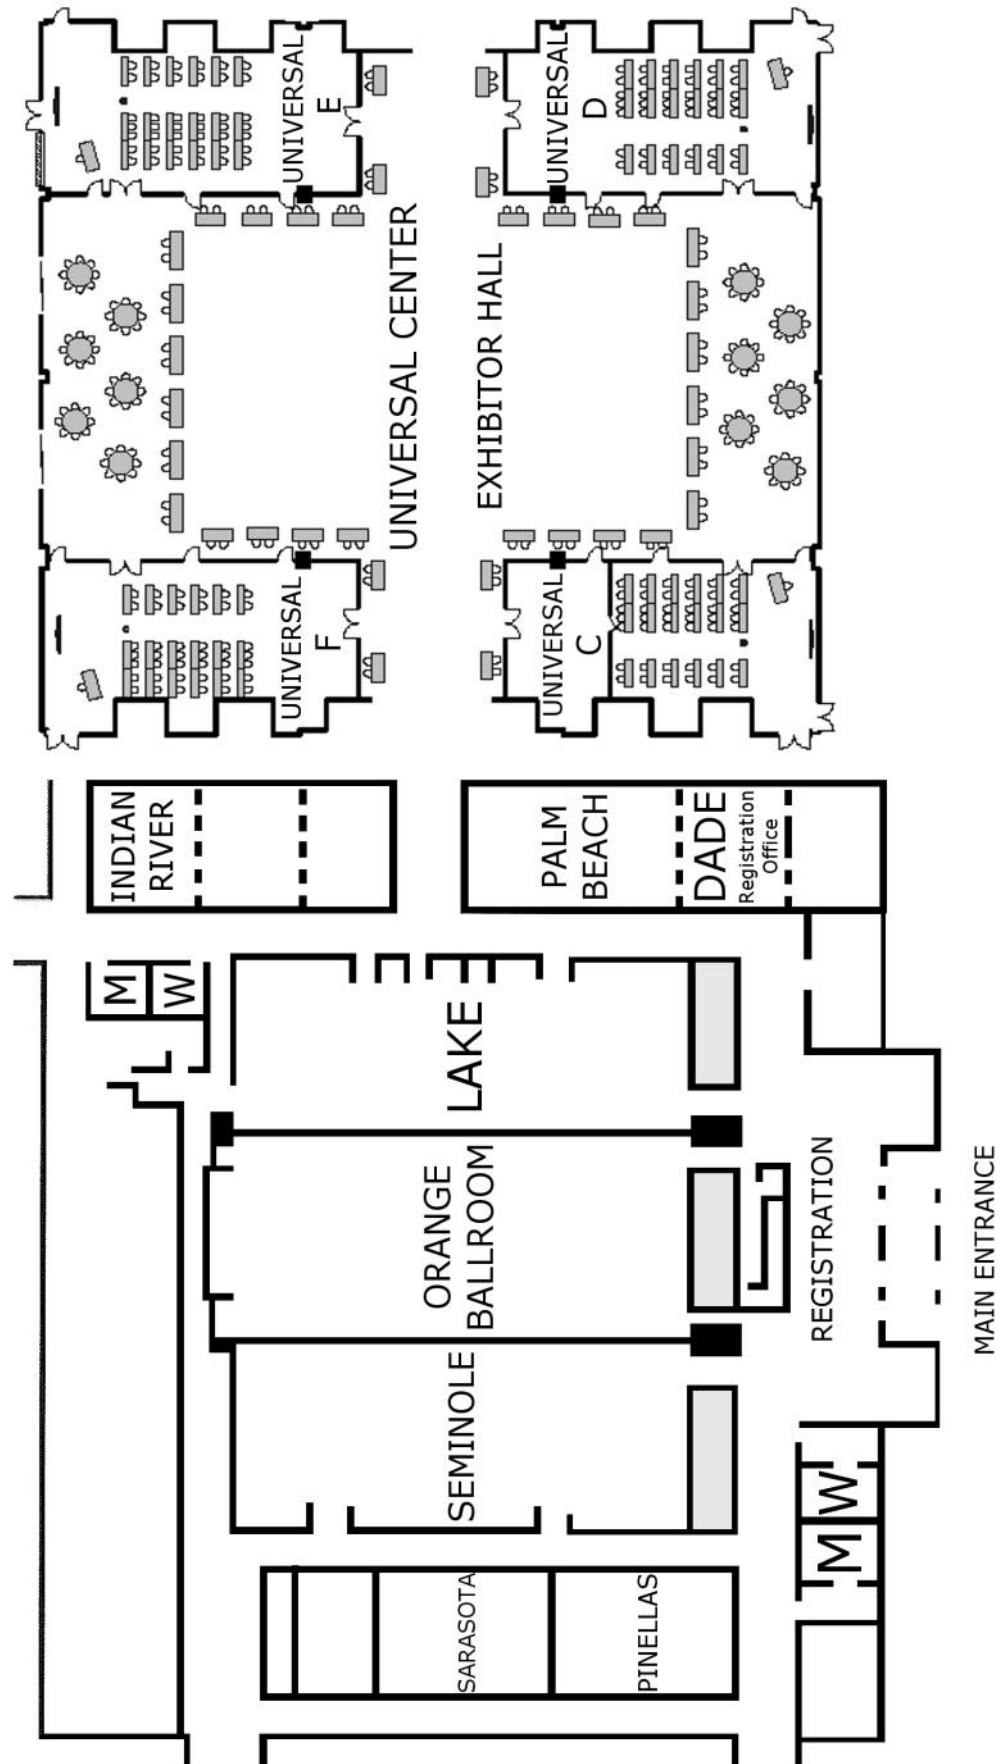 UNIVERSAL
E
UNIVERSAL
D
UNIVERSAL CENTER
EXHIBITOR HALL
UNIVERSAL
F
UNIVERSAL
C
INDIAN
RIVER
PALM
BEACH
DADE
Registration
Office
M
W
LAKE
ORANGE
BALLROOM
SEMINOLE
REGISTRATION
MAIN ENTRANCE
W
M
SARASOTA
PINELLAS